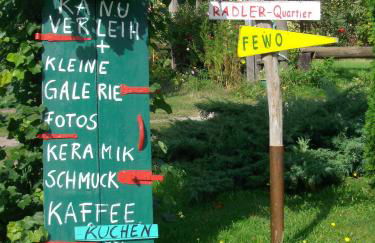 KANU
VERLEIH
+
KLEINE
GALERIE
FOTOS
KERAMIK
SCHMUCK
KAFFEE
KUCHEN
RADLER-QUARTIER
FEWO